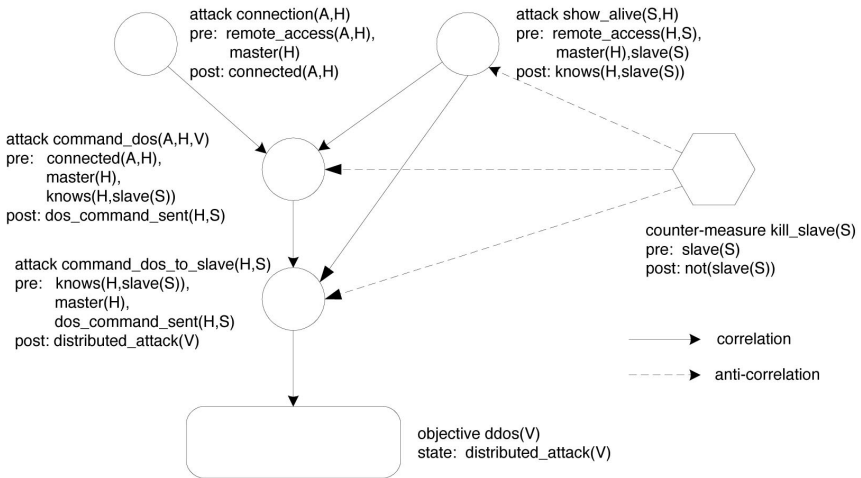 attack connection(A,H)
pre: remote_access(A,H),
master(H)
post: connected(A,H)
attack show_alive(S,H)
pre: remote_access(H,S),
master(H),slave(S)
post: knows(H,slave(S))
attack command_dos(A,H,V)
pre: connected(A,H),
master(H),
knows(H,slave(S))
post: dos_command_sent(H,S)
counter-measure kill_slave(S)
pre: slave(S)
post: not(slave(S))
attack command_dos_to_slave(H,S)
pre: knows(H,slave(S)),
master(H),
dos_command_sent(H,S)
post: distributed_attack(V)
correlation
anti-correlation
objective ddos(V)
state: distributed_attack(V)